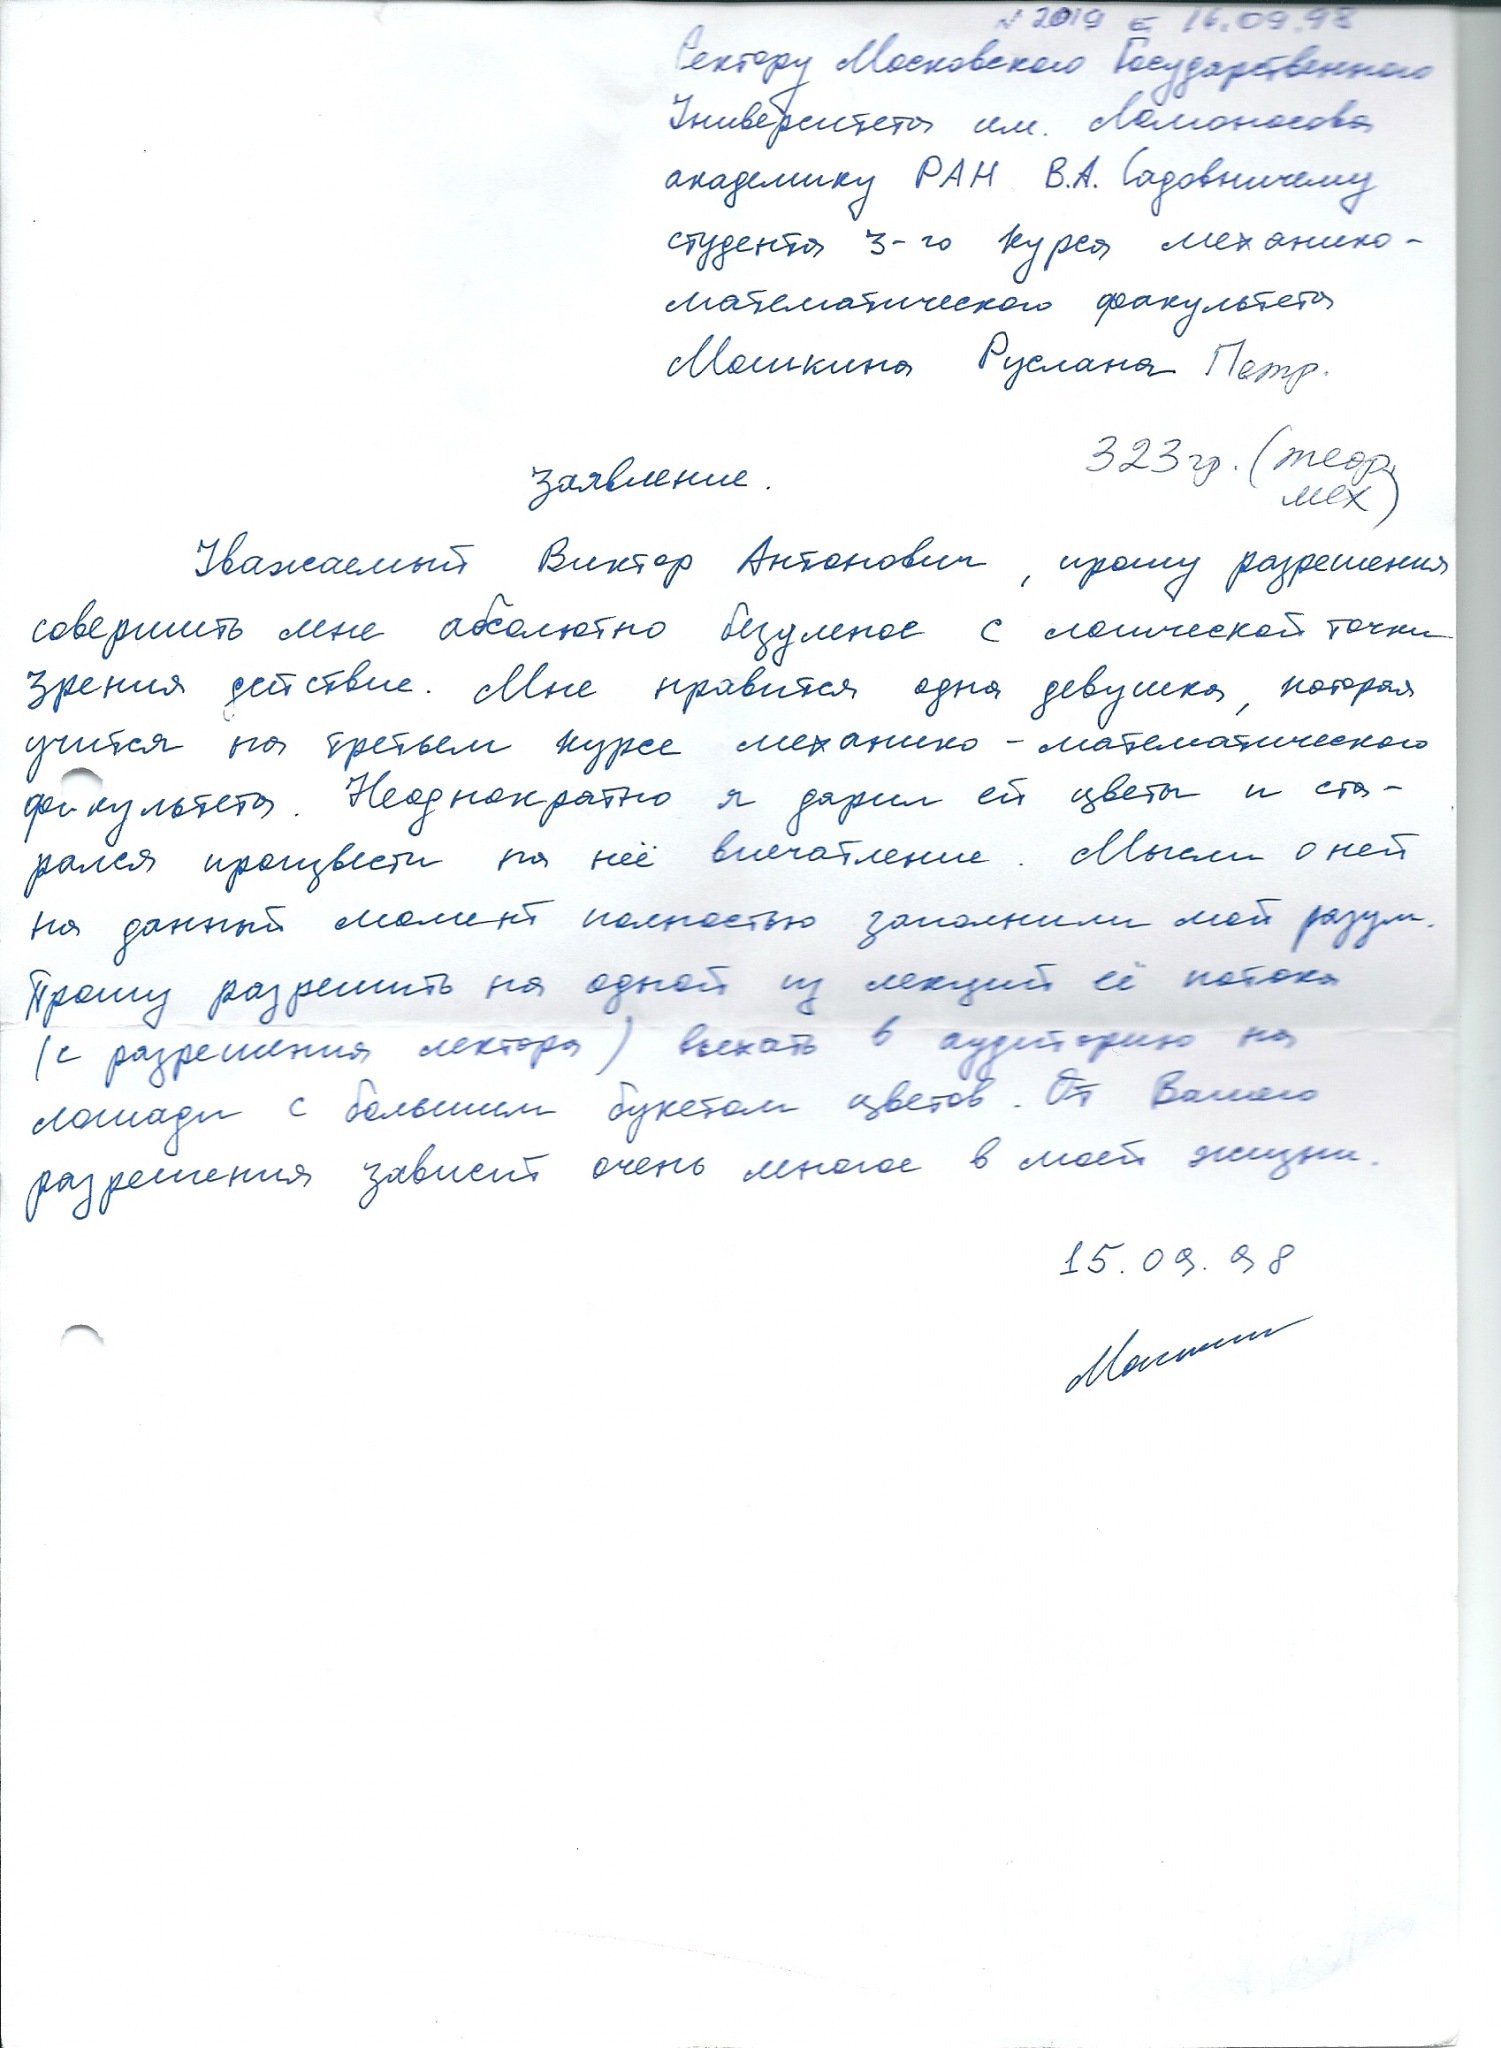 N 2019 от 16.09.98
Ректору Московского Государственного
Университета им. Ломоносова
академику РАН В.А. Садовничему
студента 3-го курса механико-
математического факультета
Мошкина Руслана Петр.
323 гр. (теор.
мех)
Заявление.
Уважаемый Виктор Антонович, прошу разрешения
совершить мне абсолютно безумное с логической точки
зрения действие. Мне нравится одна девушка, которая
учится на третьем курсе механико-математического
факультета. Неоднократно я дарил ей цветы и ста-
рался произвести на неё впечатление. Мысли о ней
на данный момент полностью заполнили мой разум.
Прошу разрешить на одной из лекций её потока
(с разрешения лектора) въехать в аудиторию на
лошади с большим букетом цветов. От Вашего
разрешения зависит очень многое в моей жизни.
15.09.98
Мошкин